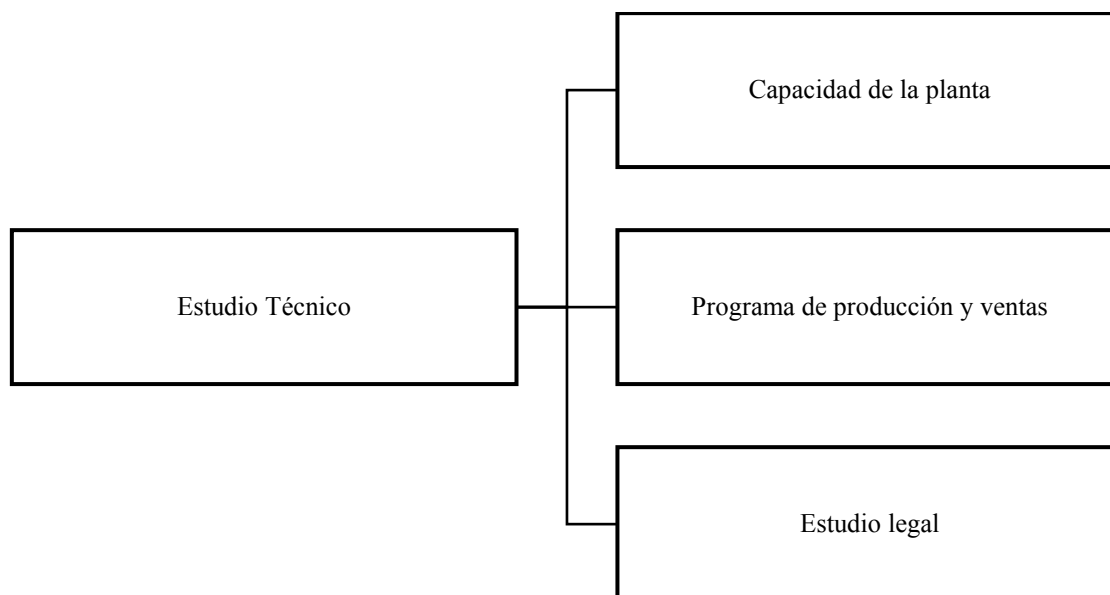 Capacidad de la planta
Estudio Técnico
Programa de producción y ventas
Estudio legal